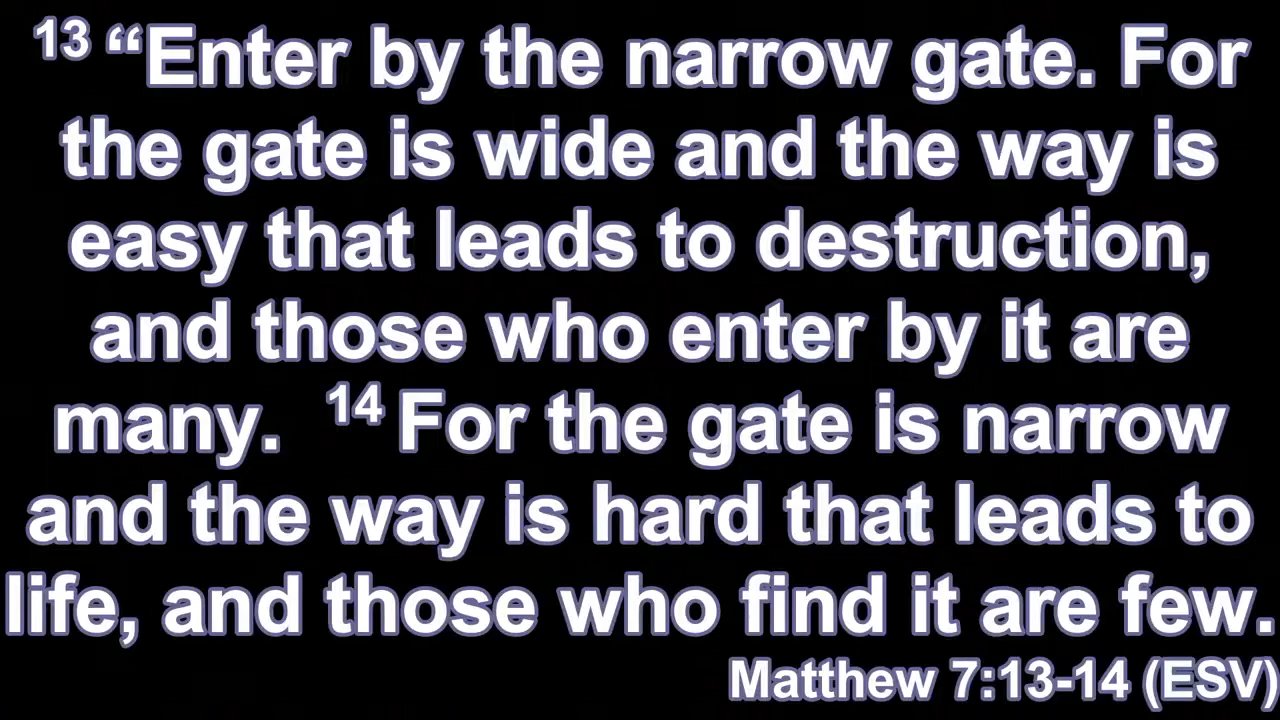 13 “Enter by the narrow gate. For
the gate is wide and the way is
easy that leads to destruction,
and those who enter by it are
many. 14 For the gate is narrow
and the way is hard that leads to
life, and those who find it are few.
Matthew 7:13-14 (ESV)